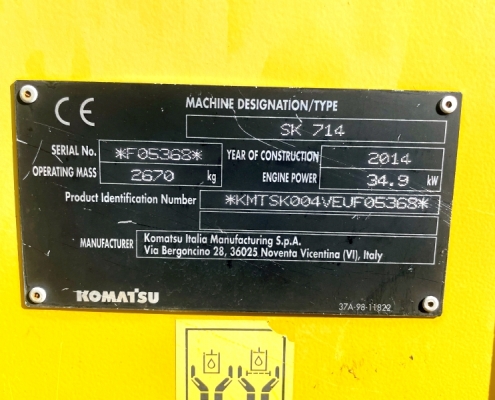 CE
MACHINE DESIGNATION/TYPE
SK 714
SERIAL No. *F05368* YEAR OF CONSTRUCTION 2014
OPERATING MASS 2670 kg ENGINE POWER 34.9 kW
Product Identification Number *KMTSK004VEUF05368*
MANUFACTURER Komatsu Italia Manufacturing S.p.A.
Via Bergoncino 28, 36025 Noventa Vicentina (VI), Italy
KOMATSU 37A-98-11822